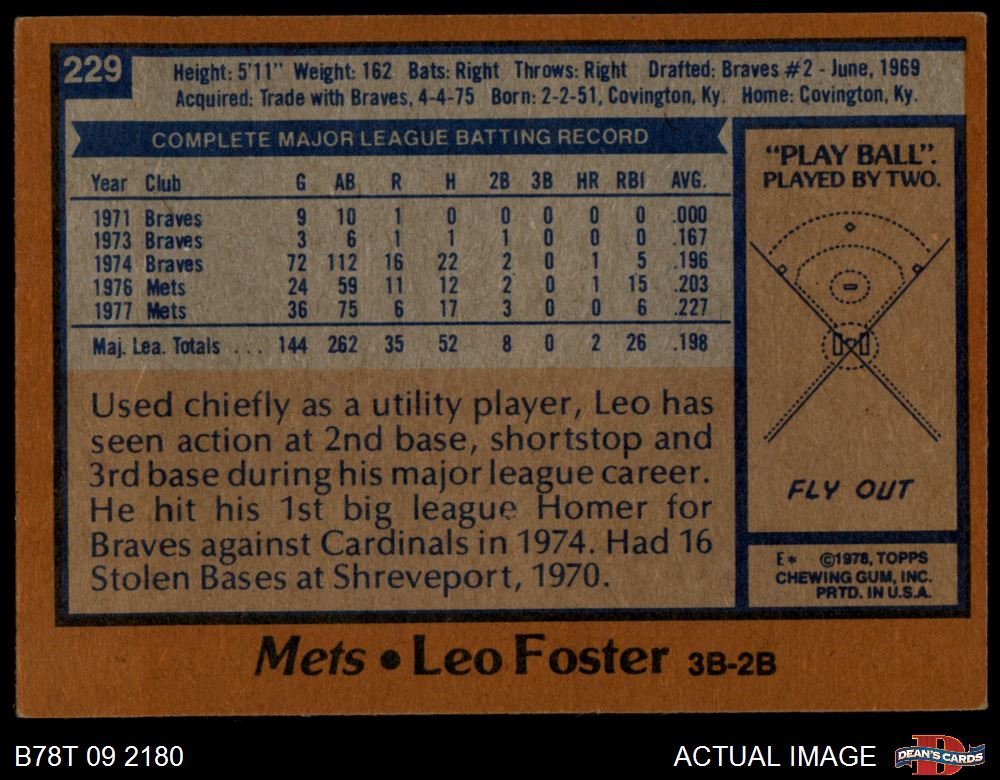 229
Height: 5'11" Weight: 162 Bats: Right Throws: Right Drafted: Braves #2 - June, 1969
Acquired: Trade with Braves, 4-4-75 Born: 2-2-51, Covington, Ky. Home: Covington, Ky.
COMPLETE MAJOR LEAGUE BATTING RECORD
Year Club G AB R H 2B 3B HR RBI AVG.
1971 Braves 9 10 1 0 0 0 0 0 .000
1973 Braves 3 6 1 1 1 0 0 0 .167
1974 Braves 72 112 16 22 2 0 1 5 .196
1976 Mets 24 59 11 12 2 0 1 15 .203
1977 Mets 36 75 6 17 3 0 0 6 .227
Maj. Lea. Totals ... 144 262 35 52 8 0 2 26 .198
Used chiefly as a utility player, Leo has
seen action at 2nd base, shortstop and
3rd base during his major league career.
He hit his 1st big league Homer for
Braves against Cardinals in 1974. Had 16
Stolen Bases at Shreveport, 1970.
"PLAY BALL".
PLAYED BY TWO.
FLY OUT
E* ©1978, TOPPS
CHEWING GUM, INC.
PRTD. IN U.S.A.
Mets • Leo Foster 3B-2B
B78T 09 2180
ACTUAL IMAGE
DEAN'S CARDS